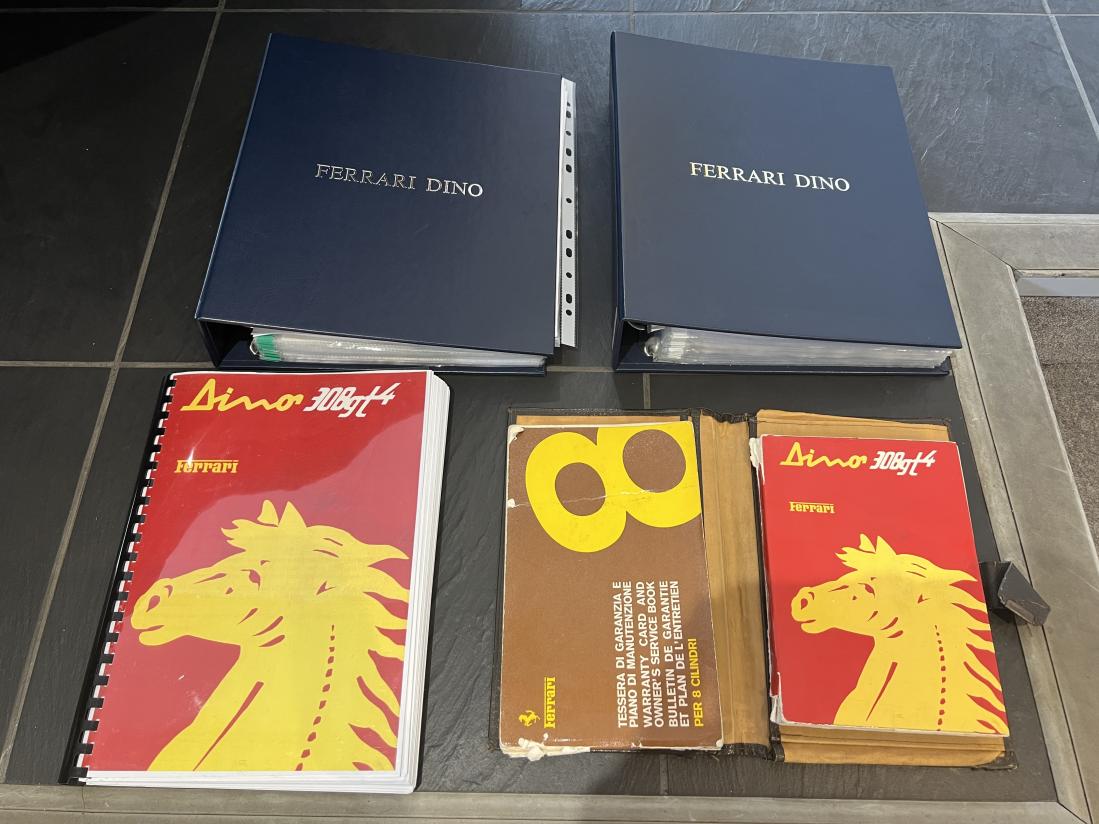 FERRARI DINO
FERRARI DINO
Dino 308gt4
Ferrari
8
TESSERA DI GARANZIA E
PIANO DI MANUTENZIONE
WARRANTY CARD AND
OWNER'S SERVICE BOOK
BULLETIN DE GARANTIE
ET PLAN DE L'ENTRETIEN
PER 8 CILINDRI
Ferrari
Dino 308gt4
Ferrari